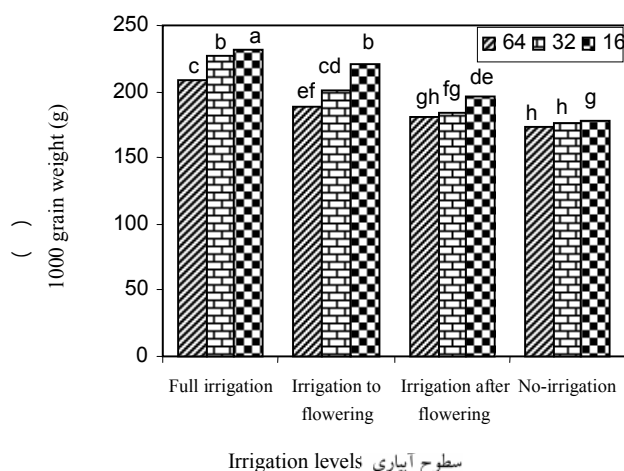 250
200
150
100
50
0
( )
1000 grain weight (g)
64 32 16
c b a
ef cd b
gh fg de
h h g
Full irrigation
Irrigation to flowering
Irrigation after flowering
No-irrigation
Irrigation levels سطوح آبیاری